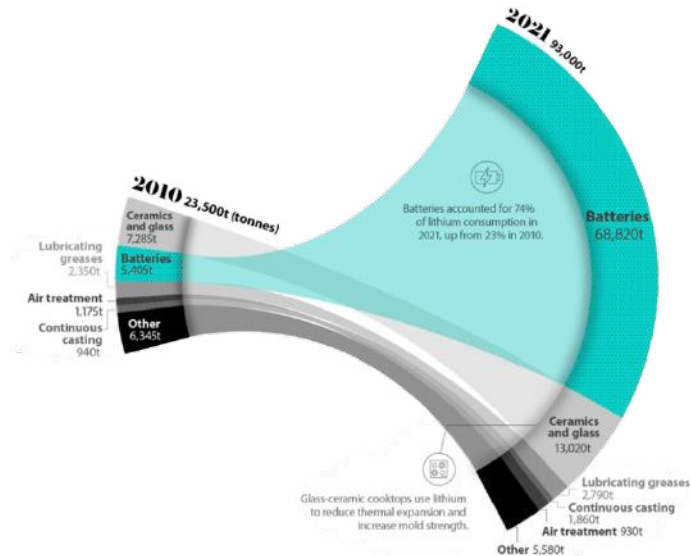 2021 93,000t
2010 23,500t (tonnes)
Ceramics
and glass
7,285t
Lubricating
greases
2,350t
Batteries
5,405t
Air treatment
1,175t
Continuous
casting
940t
Other
6,345t
Batteries accounted for 74%
of lithium consumption in
2021, up from 23% in 2010.
Batteries
68,820t
Ceramics
and glass
13,020t
Glass-ceramic cooktops use lithium
to reduce thermal expansion and
increase mold strength.
Lubricating greases
2,790t
Continuous casting
1,860t
Air treatment 930t
Other 5,580t